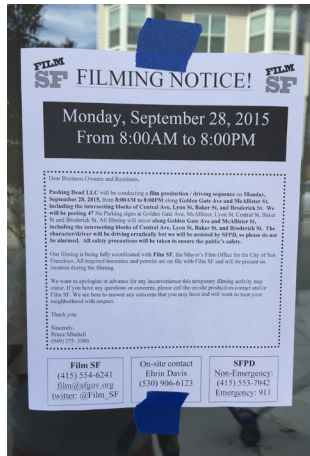 FILM
SF
FILMING NOTICE!
FILM
SF
Monday, September 28, 2015
From 8:00AM to 8:00PM
Dear Business Owners and Residents,
Pushing Dead LLC will be conducting a film production / driving sequence on Monday,
September 28, 2015, from 8:00AM to 8:00PM along Golden Gate Ave and McAllister St,
including the intersecting blocks of Central Ave, Lyon St, Baker St, and Broderick St. We
will be posting 47 No Parking signs at Golden Gate Ave, McAllister, Lyon St, Central St, Baker
St and Broderick St. All filming will occur along Golden Gate Ave and McAllister St,
including the intersecting blocks of Central Ave, Lyon St, Baker St, and Broderick St. The
character/driver will be driving erratically but we will be assisted by SFPD, so please do not
be alarmed. All safety precautions will be taken to ensure the public's safety.
Our filming is being fully coordinated with Film SF, the Mayor's Film Office for the City of San
Francisco. All required insurance and permits are on file with Film SF and will be present on
location during the filming.
We want to apologize in advance for any inconvenience this temporary filming activity may
cause. If you have any questions or concerns, please call the on-site production contact and/or
Film SF. We are here to answer any concerns that you may have and will work to treat your
neighborhood with respect.
Thank you,
Sincerely,
Bruce Mitchell
(949) 375- 3080
Film SF
(415) 554-6241
film@sfgov.org
twitter: @Film_SF
On-site contact
Ehrin Davis
(530) 906-6123
SFPD
Non-Emergency:
(415) 553-7942
Emergency: 911